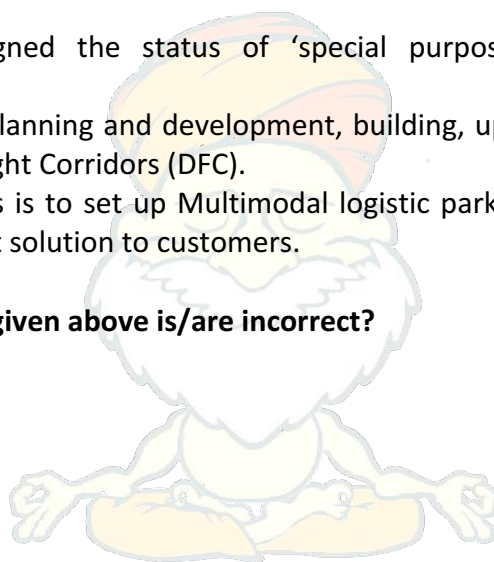 gned the status of ‘special purpos
lanning and development, building, u
ght Corridors (DFC).
s is to set up Multimodal logistic park
t solution to customers.
given above is/are incorrect?